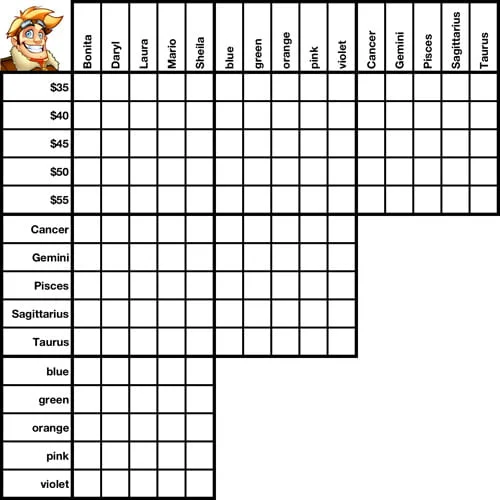 Bonita Daryl Laura Mario Sheila blue green orange pink violet Cancer Gemini Pisces Sagittarius Taurus
$35
$40
$45
$50
$55
Cancer
Gemini
Pisces
Sagittarius
Taurus
blue
green
orange
pink
violet